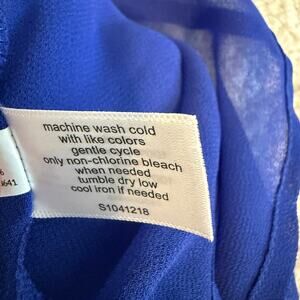 machine wash cold
with like colors
gentle cycle
only non-chlorine bleach
when needed
tumble dry low
cool iron if needed
S1041218